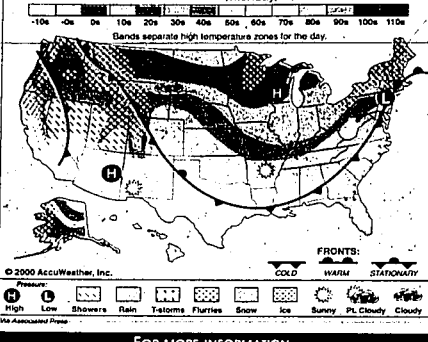 -10s -0s 0s 10s 20s 30s 40s 50s 60s 70s 80s 90s 100s 110s
Bands separate high temperature zones for the day.
L
H
L
H
FRONTS:
© 2000 AccuWeather, Inc.
COLD WARM STATIONARY
Pressure:
H L
High Low Showers Rain T-storms Flurries Snow Ice Sunny Pt. Cloudy Cloudy
Via Associated Press
FOR MORE INFORMATION